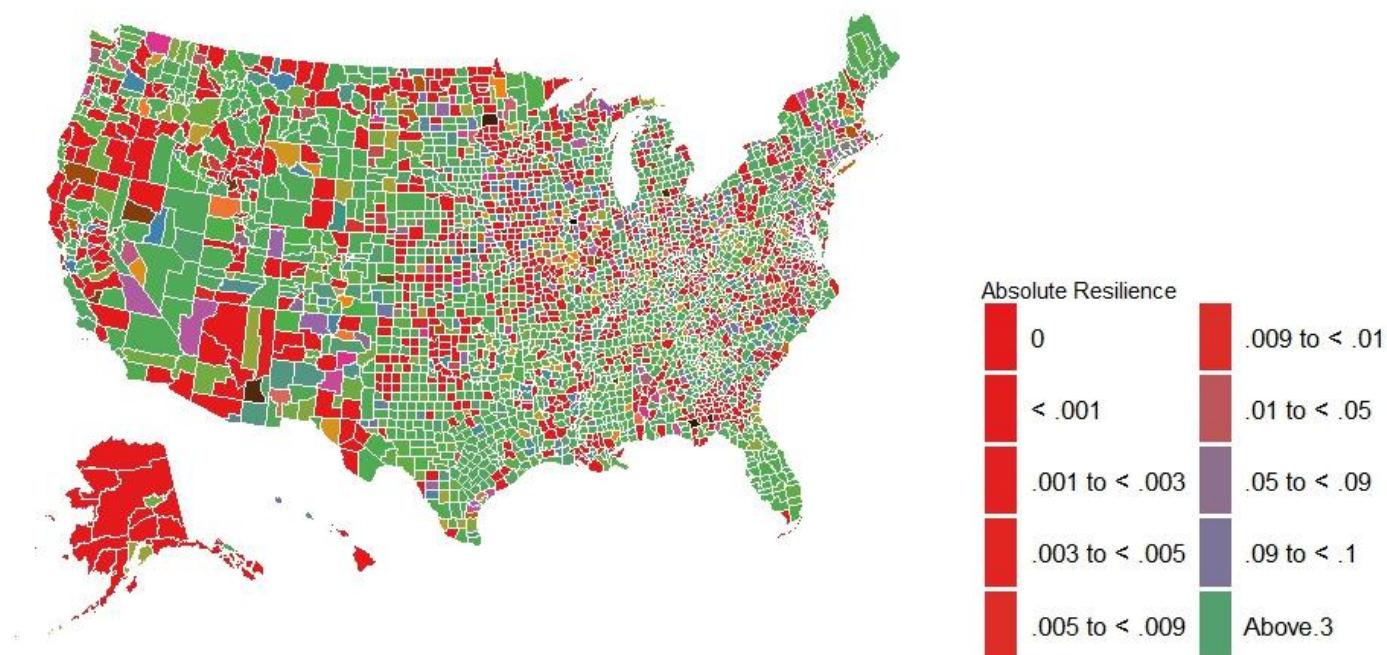 Absolute Resilience
0
< .001
.001 to < .003
.003 to < .005
.005 to < .009
.009 to < .01
.01 to < .05
.05 to < .09
.09 to < .1
Above.3